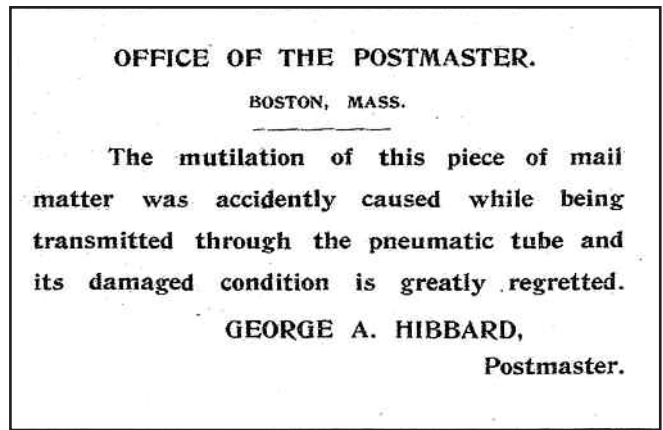 OFFICE OF THE POSTMASTER.
BOSTON, MASS.
The mutilation of this piece of mail
matter was accidently caused while being
transmitted through the pneumatic tube and
its damaged condition is greatly regretted.
GEORGE A. HIBBARD,
Postmaster.